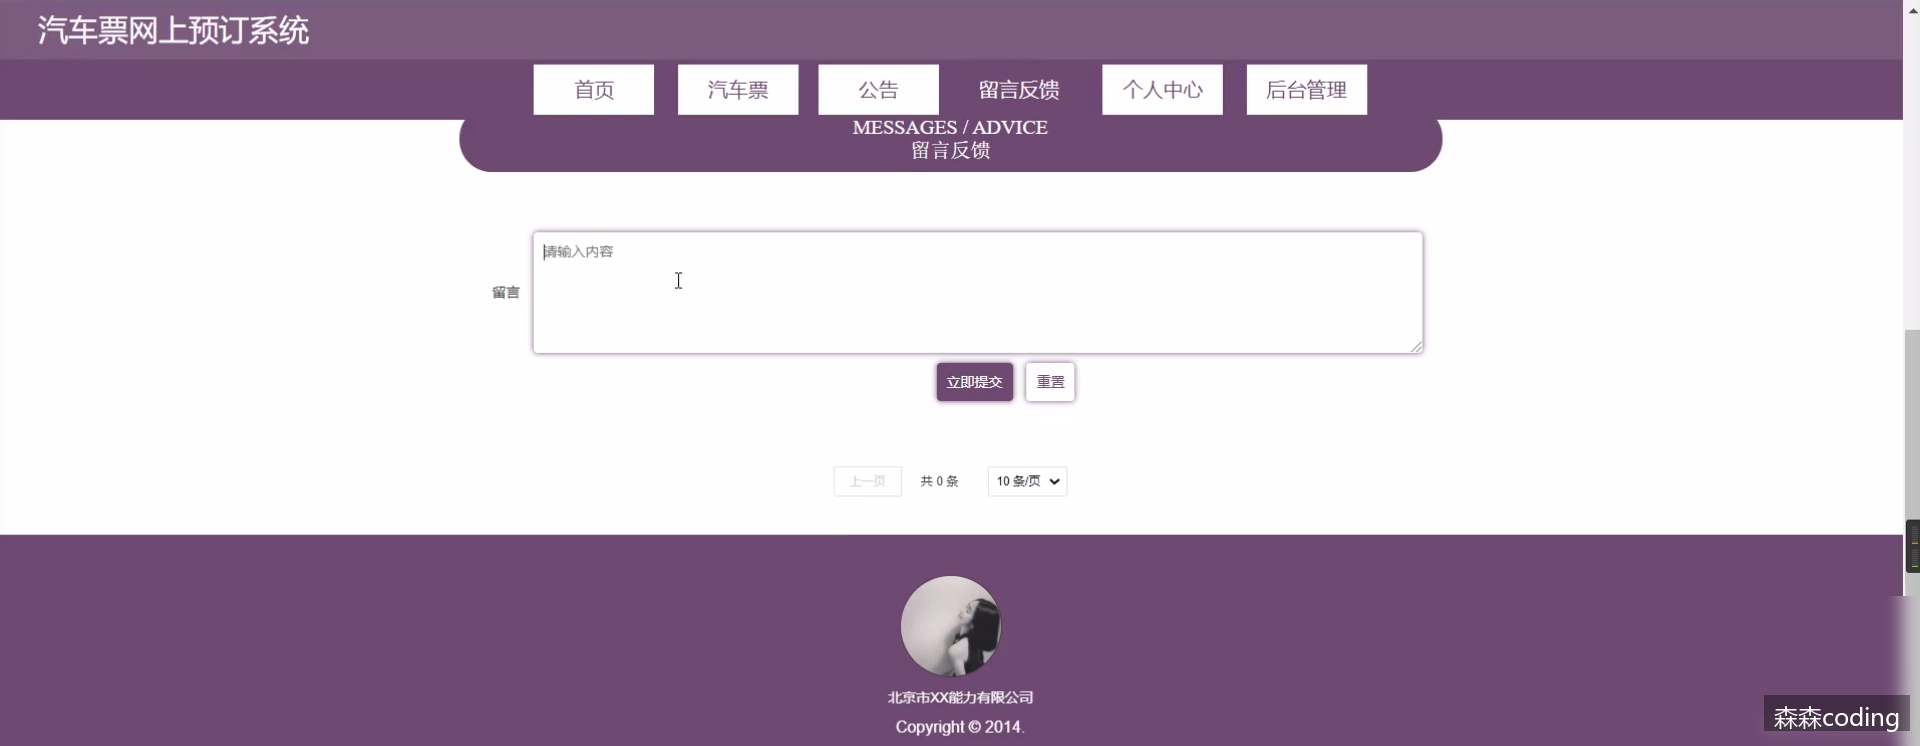 汽车票网上预订系统
首页
汽车票
公告
留言反馈
个人中心
后台管理
MESSAGES / ADVICE
留言反馈
请输入内容
留言
立即提交
重置
上一页
共 0 条
10 条/页
北京市XX能力有限公司
Copyright © 2014.
森森coding